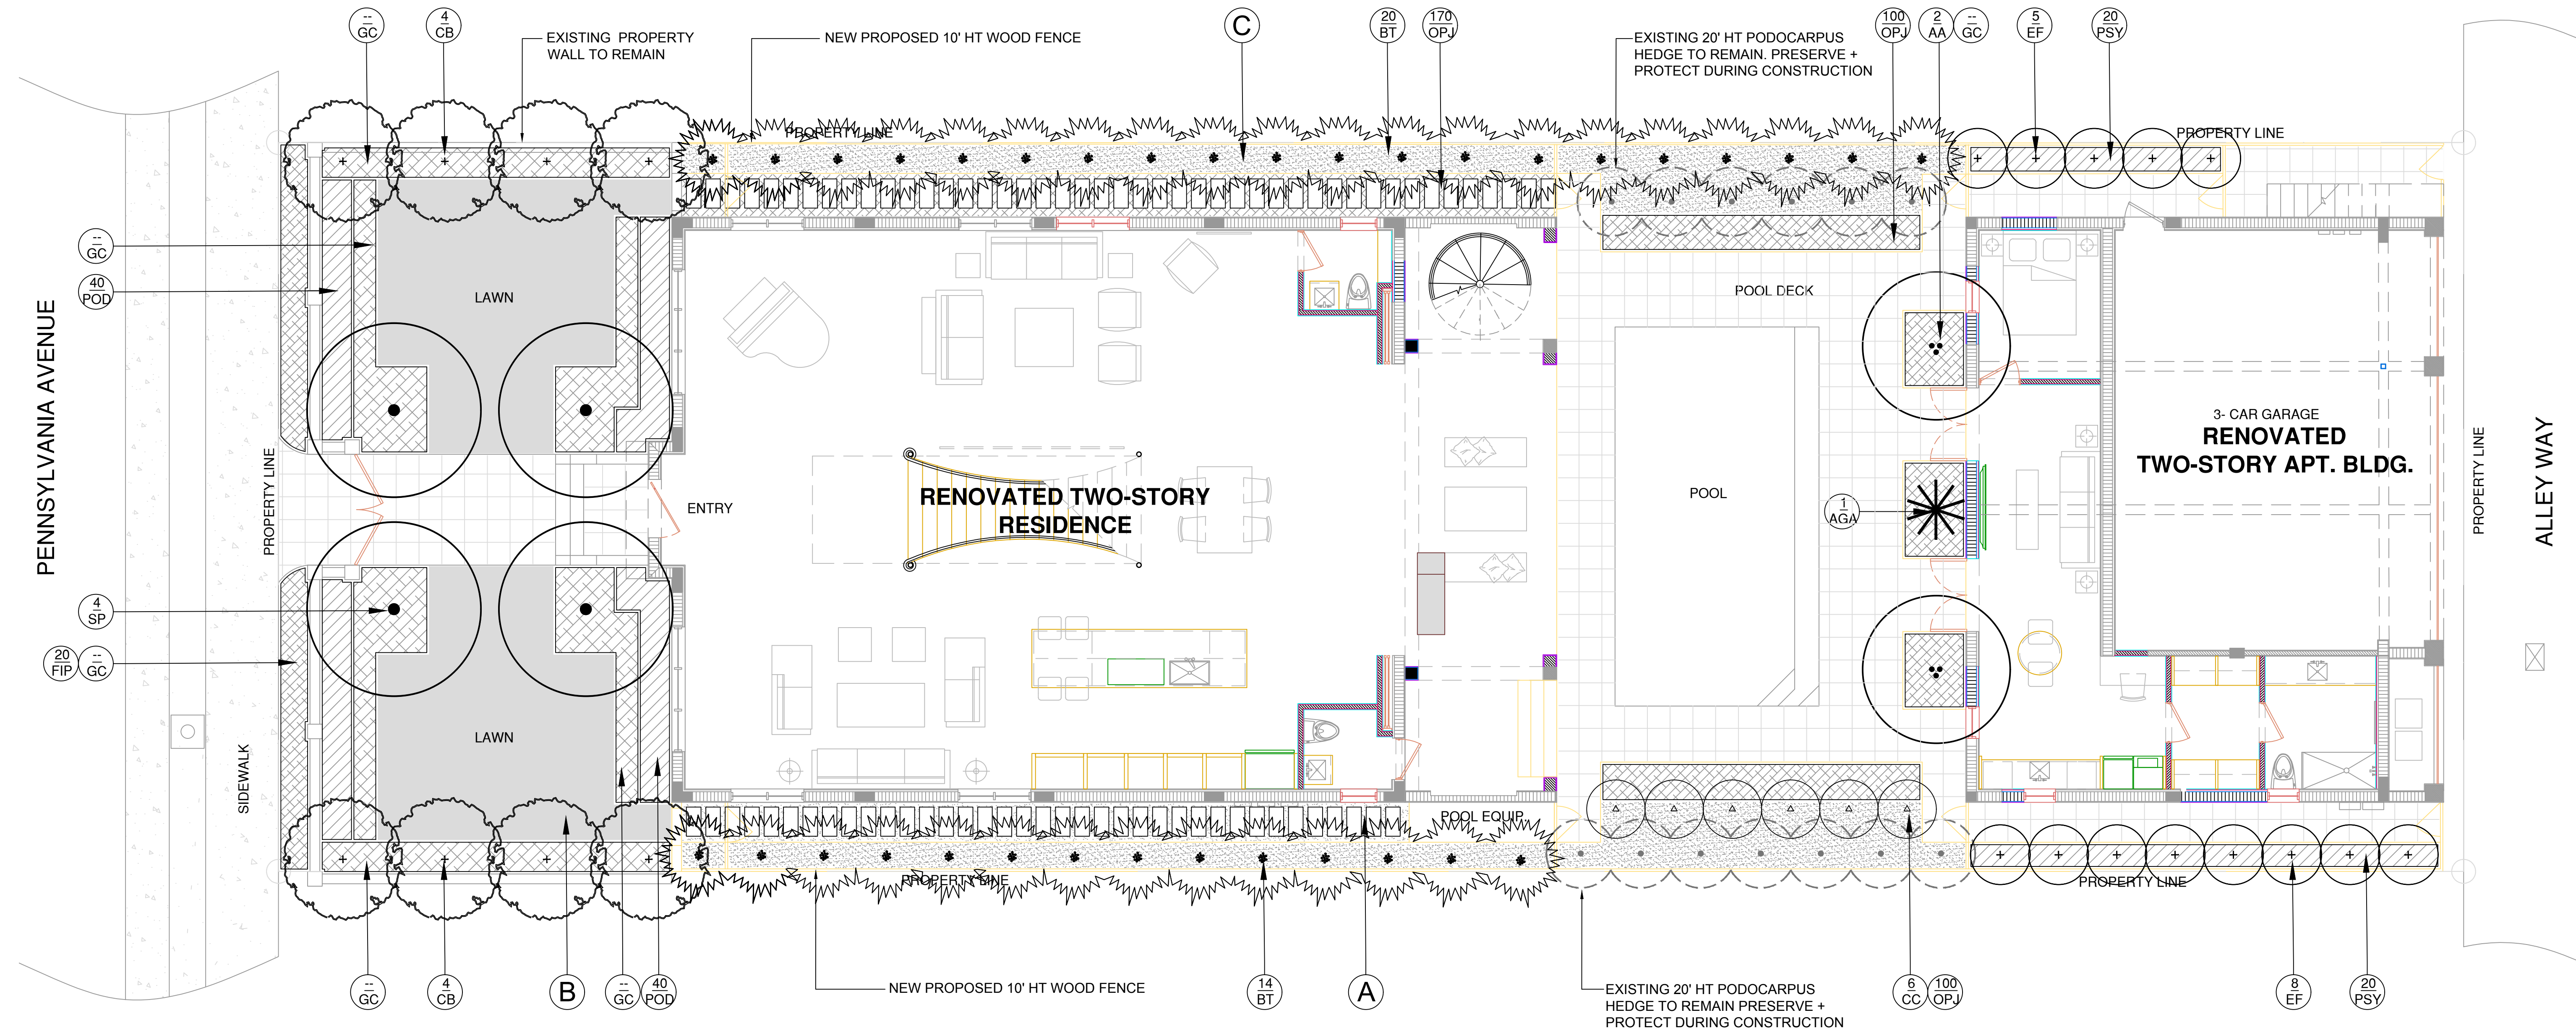 --
GC
4
CB
EXISTING PROPERTY
WALL TO REMAIN
NEW PROPOSED 10' HT WOOD FENCE
C
20
BT
170
OPJ
EXISTING 20' HT PODOCARPUS
HEDGE TO REMAIN. PRESERVE +
PROTECT DURING CONSTRUCTION
100
OPJ
2
AA
--
GC
5
EF
20
PSY
PROPERTY LINE
PROPERTY LINE
--
GC
40
POD
LAWN
POOL DECK
PENNSYLVANIA AVENUE
PROPERTY LINE
ENTRY
RENOVATED TWO-STORY
RESIDENCE
POOL
1
AGA
3- CAR GARAGE
RENOVATED
TWO-STORY APT. BLDG.
PROPERTY LINE
ALLEY WAY
4
SP
20
FIP
--
GC
LAWN
SIDEWALK
POOL EQUIP
PROPERTY LINE
PROPERTY LINE
--
GC
4
CB
B
--
GC
40
POD
NEW PROPOSED 10' HT WOOD FENCE
14
BT
A
EXISTING 20' HT PODOCARPUS
HEDGE TO REMAIN PRESERVE +
PROTECT DURING CONSTRUCTION
6
CC
100
OPJ
8
EF
20
PSY